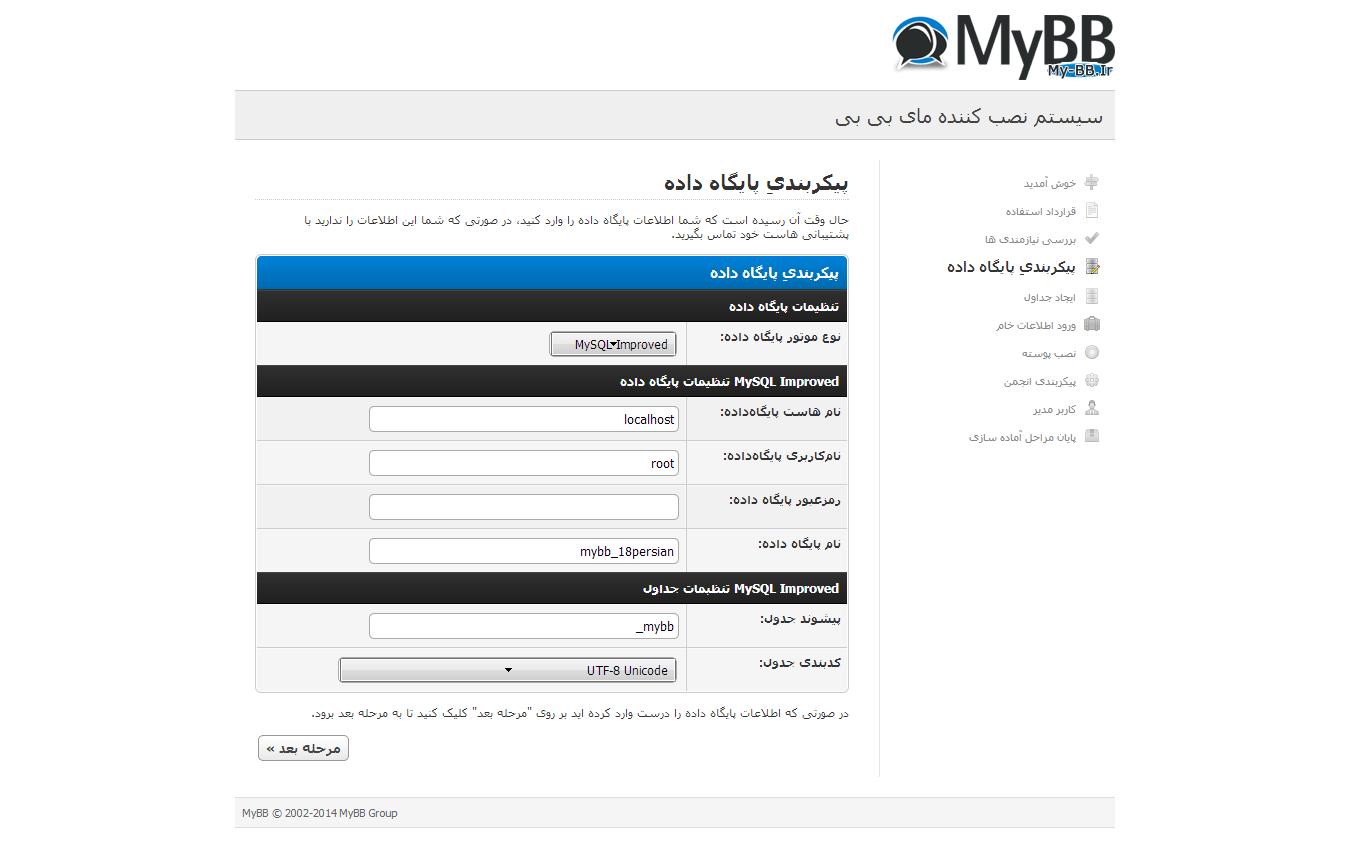 MyBB
My-BB.Ir
سیستم نصب کننده مای بی بی
خوش آمدید
قرارداد استفاده
بررسی نیازمندی ها
پیکربندي پایگاه داده
ایجاد جداول
ورود اطلاعات خام
نصب پوسته
پیکربندی انجمن
کاربر مدیر
پایان مراحل آماده سازی
پیکربندي پایگاه داده
حال وقت آن رسیده است که شما اطلاعات پایگاه داده را وارد کنید، در صورتی که شما این اطلاعات را ندارید با
پشتیبانی هاست خود تماس بگیرید.
پیکربندي پایگاه داده
تنظیمات پایگاه داده
نوع موتور پایگاه داده:
MySQL Improved
MySQL Improved تنظیمات پایگاه داده
نام هاست پایگاه‌داده:
localhost
نام‌کاربری پایگاه‌داده:
root
رمزعبور پایگاه داده:
نام پایگاه داده:
mybb_18persian
MySQL Improved تنظیمات جداول
پیشوند جدول:
_mybb
کدبندی جدول:
UTF-8 Unicode
در صورتی که اطلاعات پایگاه داده را درست وارد کرده اید بر روی "مرحله بعد" کلیک کنید تا به مرحله بعد برود.
مرحله بعد »
MyBB © 2002-2014 MyBB Group